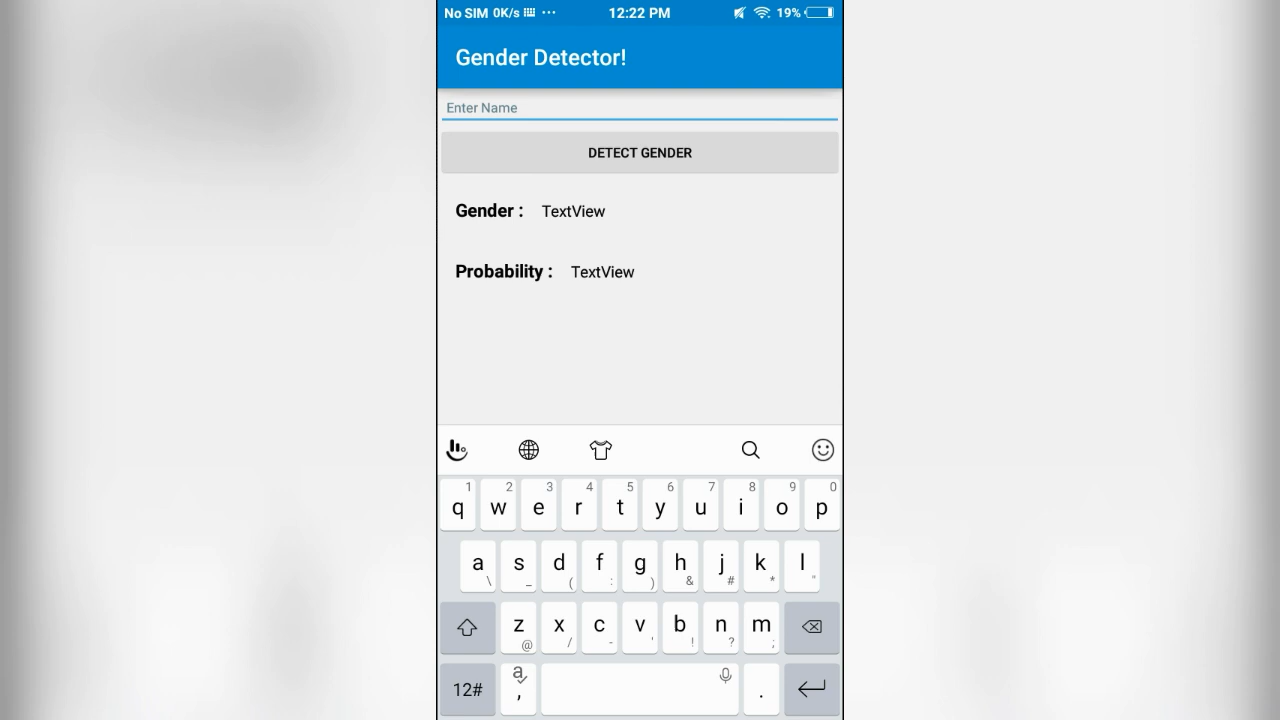 No SIM 0K/s ... 12:22 PM 19%
Gender Detector!
Enter Name
DETECT GENDER
Gender : TextView
Probability : TextView
1 2 3 4 5 6 7 8 9 0
q w e r t y u i o p
a s d f g h j k l
\ _ ( : ) & # * "
z x c v b n m
@ / - ' ! ? ;
12# a , .